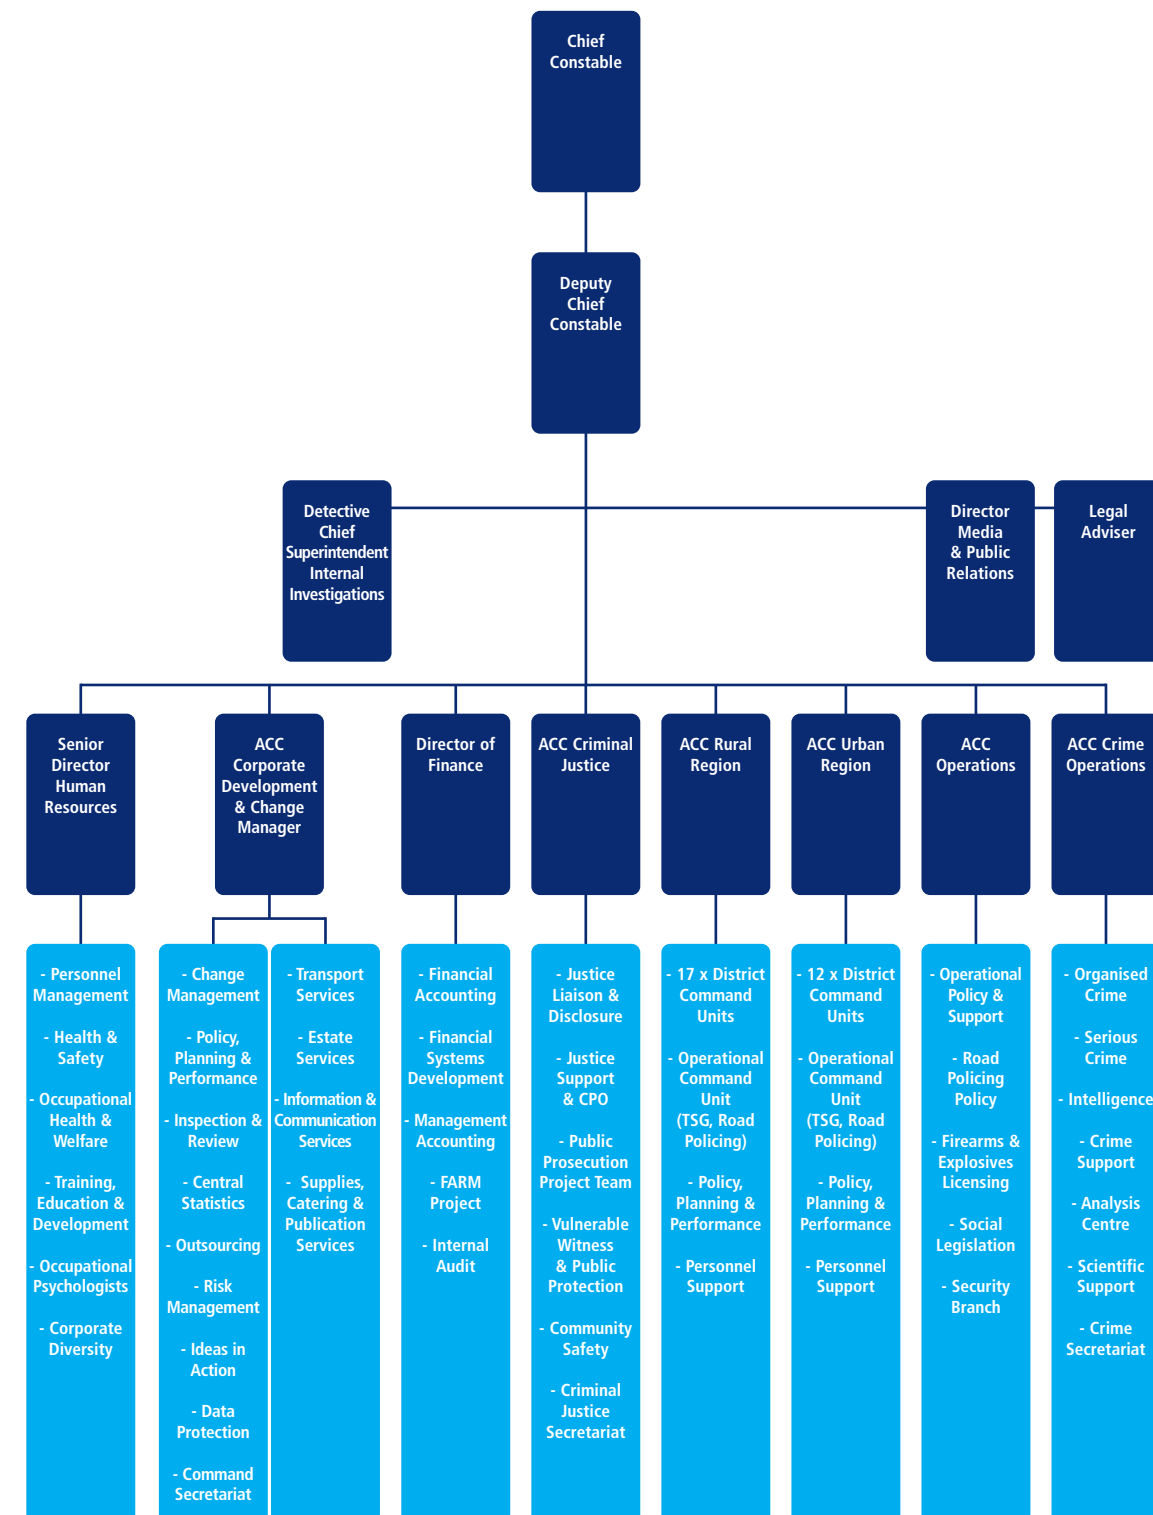 Chief
Constable
Deputy
Chief
Constable
Detective
Chief
Superintendent
Internal
Investigations
Director
Media
& Public
Relations
Legal
Adviser
Senior
Director
Human
Resources
ACC
Corporate
Development
& Change
Manager
Director of
Finance
ACC Criminal
Justice
ACC Rural
Region
ACC Urban
Region
ACC
Operations
ACC Crime
Operations
- Personnel
Management
- Health &
Safety
- Occupational
Health &
Welfare
- Training,
Education &
Development
- Occupational
Psychologists
- Corporate
Diversity
- Change
Management
- Policy,
Planning &
Performance
- Inspection &
Review
- Central
Statistics
- Outsourcing
- Risk
Management
- Ideas in
Action
- Data
Protection
- Command
Secretariat
- Transport
Services
- Estate
Services
- Information &
Communication
Services
- Supplies,
Catering &
Publication
Services
- Financial
Accounting
- Financial
Systems
Development
- Management
Accounting
- FARM
Project
- Internal
Audit
- Justice
Liaison &
Disclosure
- Justice
Support
& CPO
- Public
Prosecution
Project Team
- Vulnerable
Witness
& Public
Protection
- Community
Safety
- Criminal
Justice
Secretariat
- 17 x District
Command
Units
- Operational
Command
Unit
(TSG, Road
Policing)
- Policy,
Planning &
Performance
- Personnel
Support
- 12 x District
Command
Units
- Operational
Command
Unit
(TSG, Road
Policing)
- Policy,
Planning &
Performance
- Personnel
Support
- Operational
Policy &
Support
- Road
Policing
Policy
- Firearms &
Explosives
Licensing
- Social
Legislation
- Security
Branch
- Organised
Crime
- Serious
Crime
- Intelligence
- Crime
Support
- Analysis
Centre
- Scientific
Support
- Crime
Secretariat